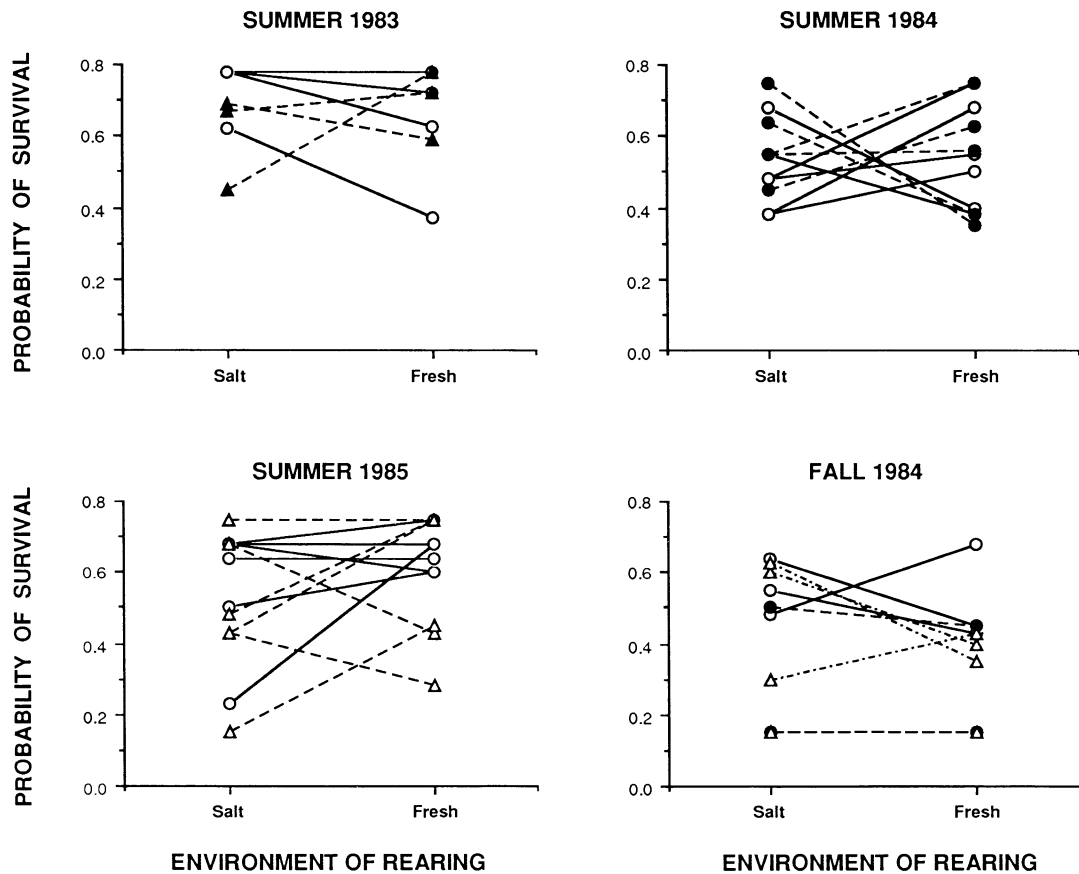 SUMMER 1983
PROBABILITY OF SURVIVAL
0.8
0.6
0.4
0.2
0.0
Salt Fresh
SUMMER 1984
0.8
0.6
0.4
0.2
0.0
Salt Fresh
SUMMER 1985
PROBABILITY OF SURVIVAL
0.8
0.6
0.4
0.2
0.0
Salt Fresh
ENVIRONMENT OF REARING
FALL 1984
0.8
0.6
0.4
0.2
0.0
Salt Fresh
ENVIRONMENT OF REARING